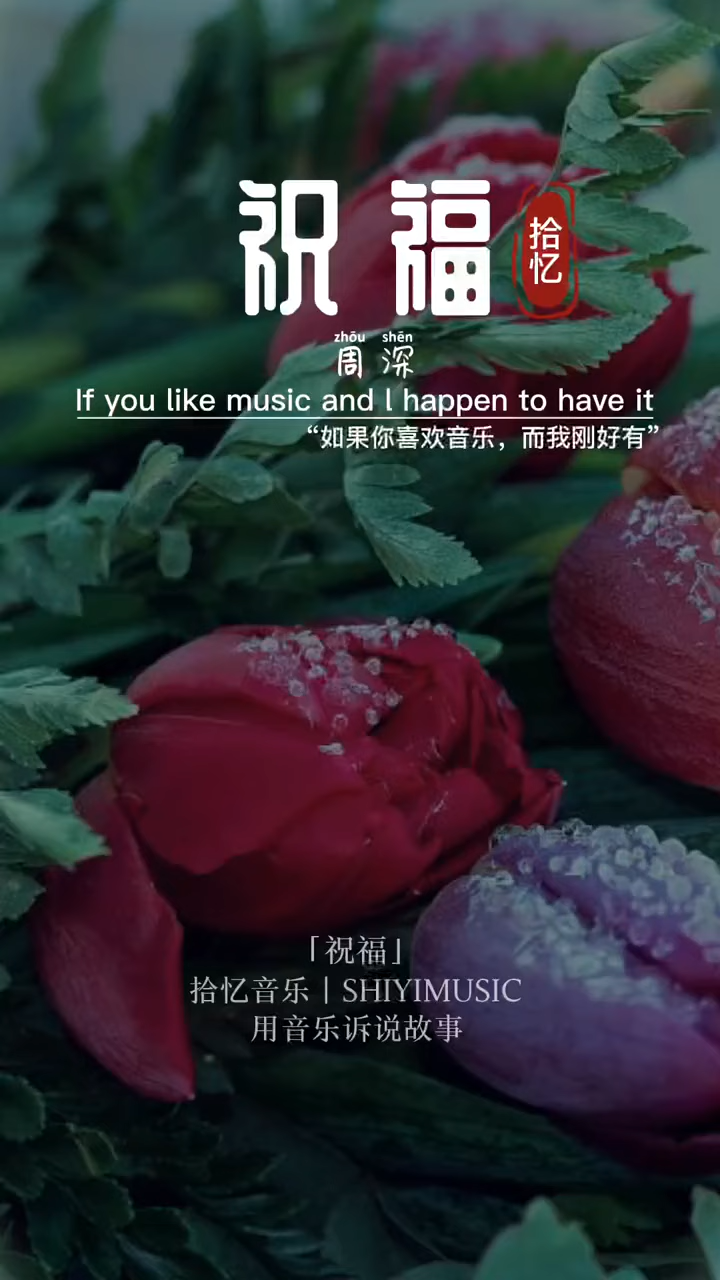 祝福
拾忆
zhōu shēn
周深
If you like music and l happen to have it
“如果你喜欢音乐，而我刚好有”
「祝福」
拾忆音乐丨SHIYIMUSIC
用音乐诉说故事